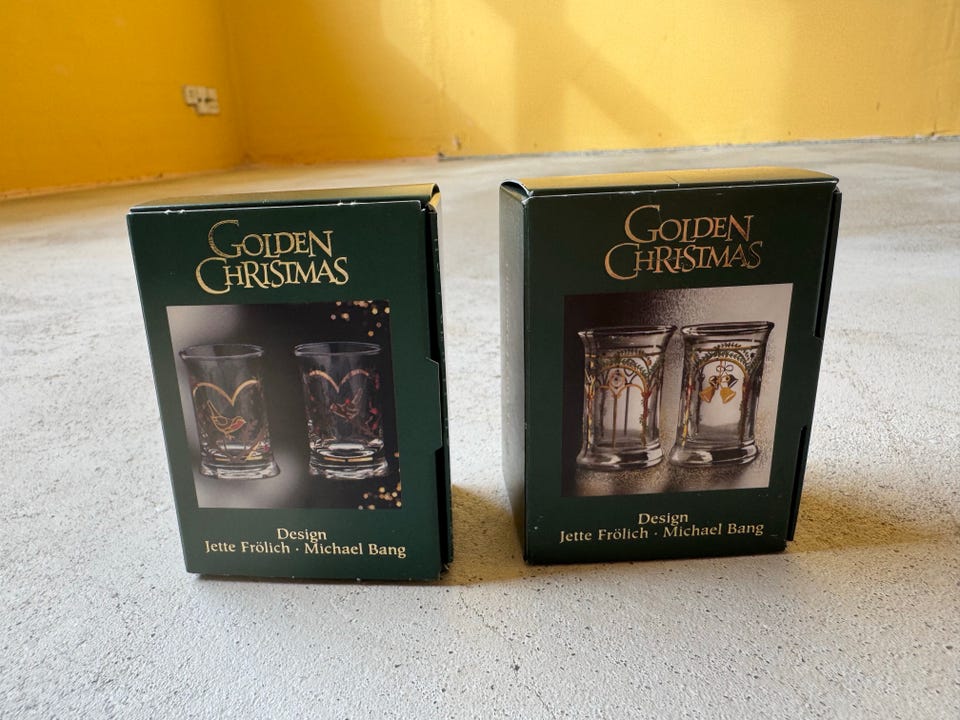 GOLDEN
CHRISTMAS
Design
Jette Frölich · Michael Bang
GOLDEN
CHRISTMAS
Design
Jette Frölich · Michael Bang